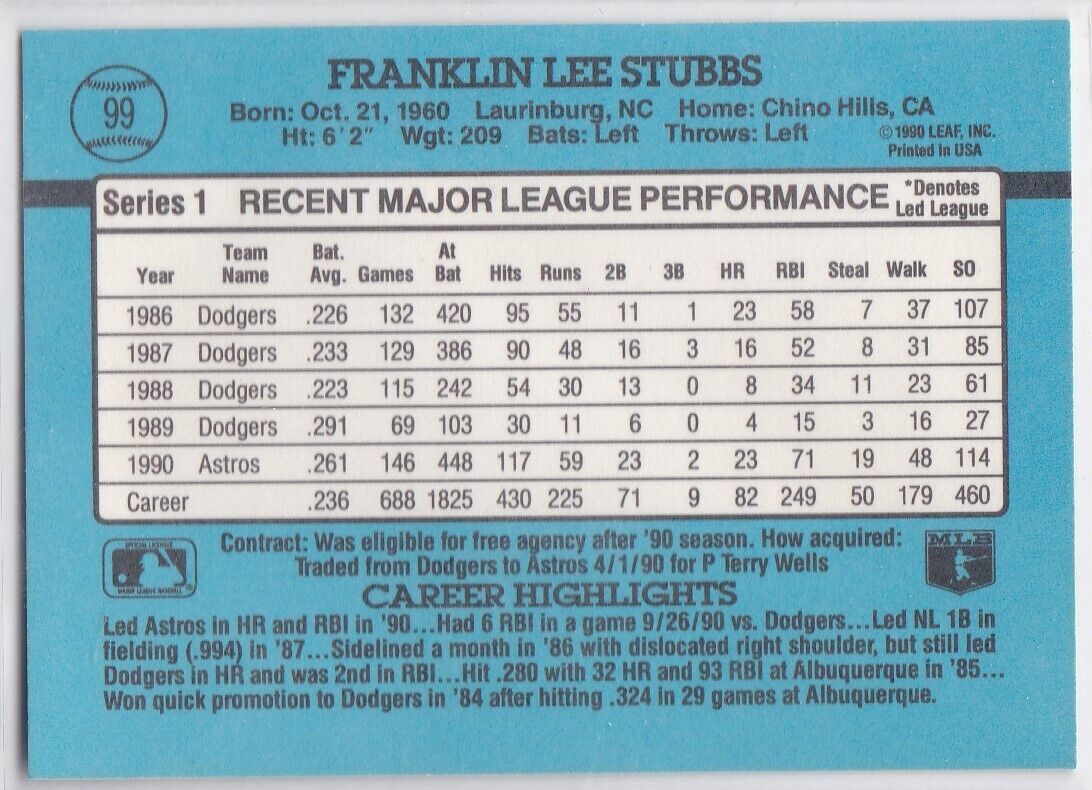 99
FRANKLIN LEE STUBBS
Born: Oct. 21, 1960 Laurinburg, NC Home: Chino Hills, CA
Ht: 6'2" Wgt: 209 Bats: Left Throws: Left
© 1990 LEAF, INC.
Printed in USA
Series 1 RECENT MAJOR LEAGUE PERFORMANCE *Denotes Led League
Year Team Name Bat. Avg. Games At Bat Hits Runs 2B 3B HR RBI Steal Walk SO
1986 Dodgers .226 132 420 95 55 11 1 23 58 7 37 107
1987 Dodgers .233 129 386 90 48 16 3 16 52 8 31 85
1988 Dodgers .223 115 242 54 30 13 0 8 34 11 23 61
1989 Dodgers .291 69 103 30 11 6 0 4 15 3 16 27
1990 Astros .261 146 448 117 59 23 2 23 71 19 48 114
Career .236 688 1825 430 225 71 9 82 249 50 179 460
OFFICIAL LICENSEE
MAJOR LEAGUE BASEBALL
Contract: Was eligible for free agency after '90 season. How acquired:
Traded from Dodgers to Astros 4/1/90 for P Terry Wells
MLB
CAREER HIGHLIGHTS
Led Astros in HR and RBI in '90...Had 6 RBI in a game 9/26/90 vs. Dodgers...Led NL 1B in
fielding (.994) in '87...Sidelined a month in '86 with dislocated right shoulder, but still led
Dodgers in HR and was 2nd in RBI...Hit .280 with 32 HR and 93 RBI at Albuquerque in '85...
Won quick promotion to Dodgers in '84 after hitting .324 in 29 games at Albuquerque.